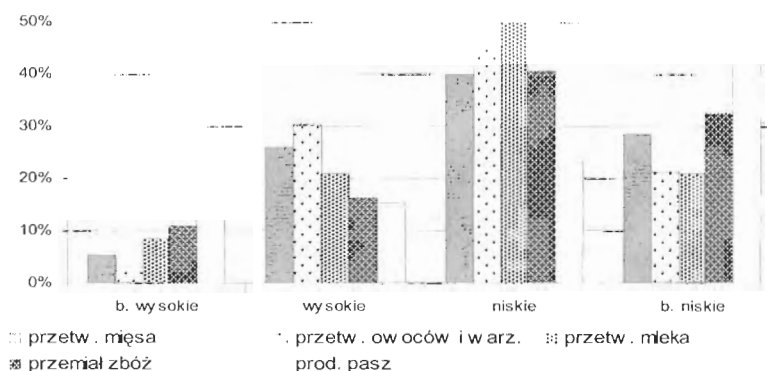 50%
40%
30%
20%
10%
0%
b. wysokie wysokie niskie b. niskie
przetw. mięsa przetw. owoców i warz. przetw. mleka
przemiał zbóż prod. pasz